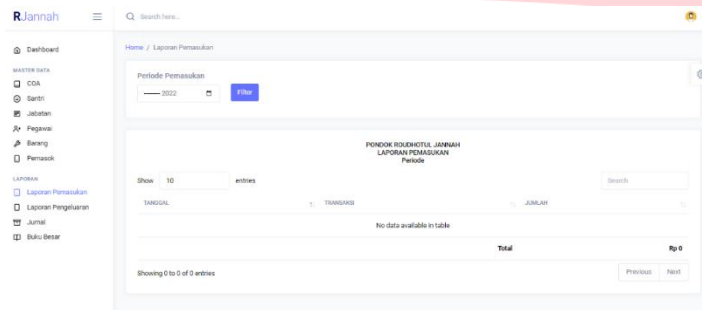 RJannah
Search here...
Dashboard
MASTER DATA
COA
Santri
Jabatan
Pegawai
Barang
Pemasok
LAPORAN
Laporan Pemasukan
Laporan Pengeluaran
Jurnal
Buku Besar
Home / Laporan Pemasukan
Periode Pemasukan
2022
Filter
PONDOK ROUDHOTUL JANNAH
LAPORAN PEMASUKAN
Periode
Show 10 entries
Search
TANGGAL TRANSAKSI JUMLAH
No data available in table
Total Rp 0
Showing 0 to 0 of 0 entries
Previous Next